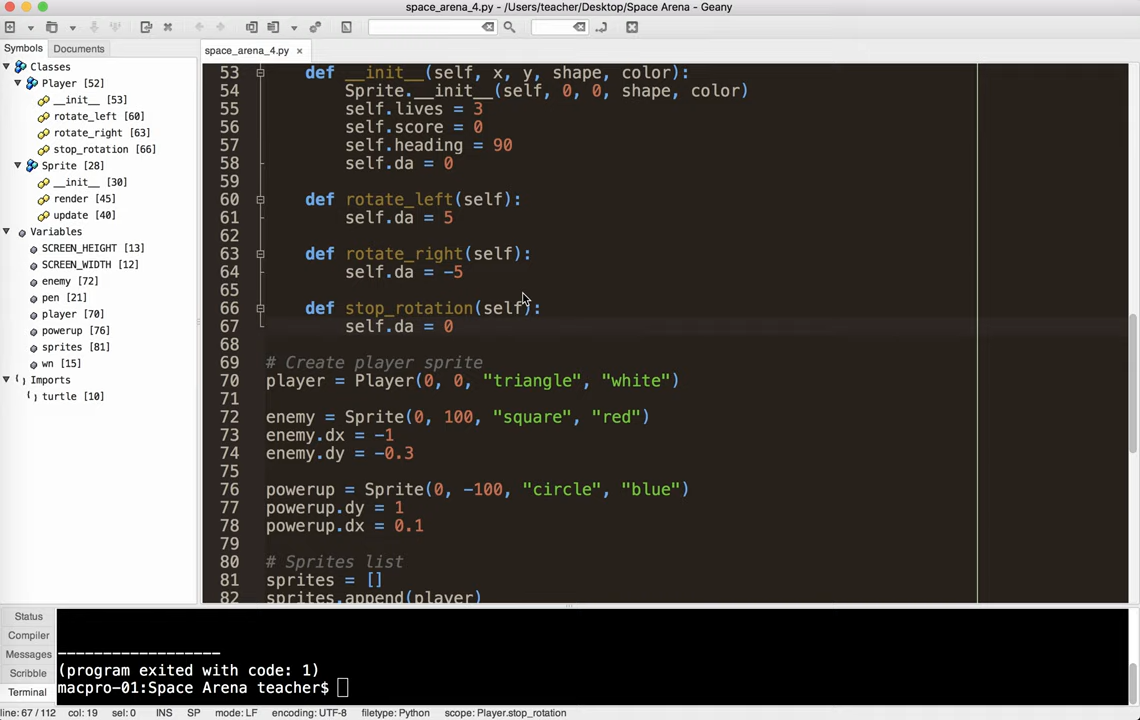 space_arena_4.py - /Users/teacher/Desktop/Space Arena - Geany
Symbols Documents
space_arena_4.py ×
Classes
Player [52]
__init__ [53]
rotate_left [60]
rotate_right [63]
stop_rotation [66]
Sprite [28]
__init__ [30]
render [45]
update [40]
Variables
SCREEN_HEIGHT [13]
SCREEN_WIDTH [12]
enemy [72]
pen [21]
player [70]
powerup [76]
sprites [81]
wn [15]
Imports
turtle [10]
53 def __init__(self, x, y, shape, color):
54 Sprite.__init__(self, 0, 0, shape, color)
55 self.lives = 3
56 self.score = 0
57 self.heading = 90
58 self.da = 0
59
60 def rotate_left(self):
61 self.da = 5
62
63 def rotate_right(self):
64 self.da = -5
65
66 def stop_rotation(self):
67 self.da = 0
68
69 # Create player sprite
70 player = Player(0, 0, "triangle", "white")
71
72 enemy = Sprite(0, 100, "square", "red")
73 enemy.dx = -1
74 enemy.dy = -0.3
75
76 powerup = Sprite(0, -100, "circle", "blue")
77 powerup.dy = 1
78 powerup.dx = 0.1
79
80 # Sprites list
81 sprites = []
82 sprites.append(player)
Status
Compiler
Messages
Scribble
Terminal
------------------
(program exited with code: 1)
macpro-01:Space Arena teacher$
line: 67 / 112 col: 19 sel: 0 INS SP mode: LF encoding: UTF-8 filetype: Python scope: Player.stop_rotation